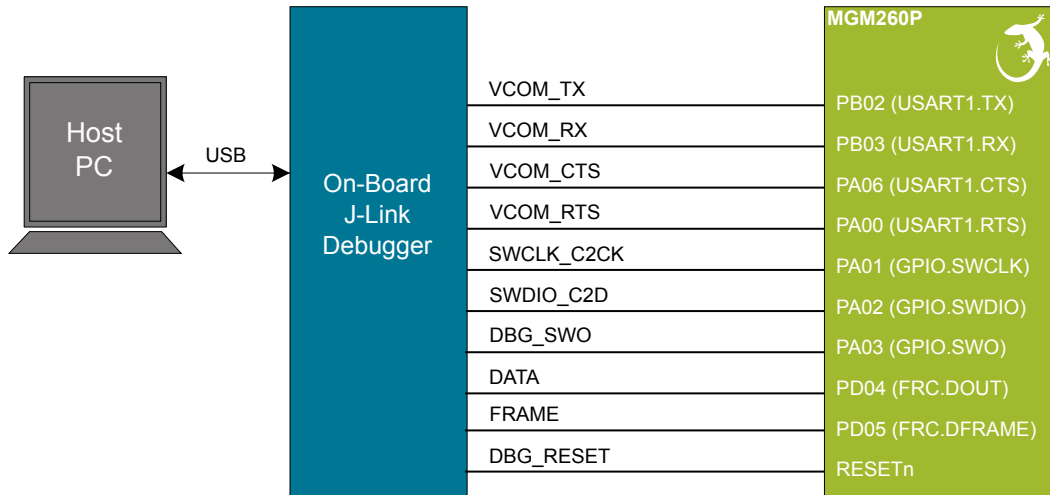 MGM260P
Host
PC
USB
On-Board
J-Link
Debugger
VCOM_TX
PB02 (USART1.TX)
VCOM_RX
PB03 (USART1.RX)
VCOM_CTS
PA06 (USART1.CTS)
VCOM_RTS
PA00 (USART1.RTS)
SWCLK_C2CK
PA01 (GPIO.SWCLK)
SWDIO_C2D
PA02 (GPIO.SWDIO)
DBG_SWO
PA03 (GPIO.SWO)
DATA
PD04 (FRC.DOUT)
FRAME
PD05 (FRC.DFRAME)
DBG_RESET
RESETn